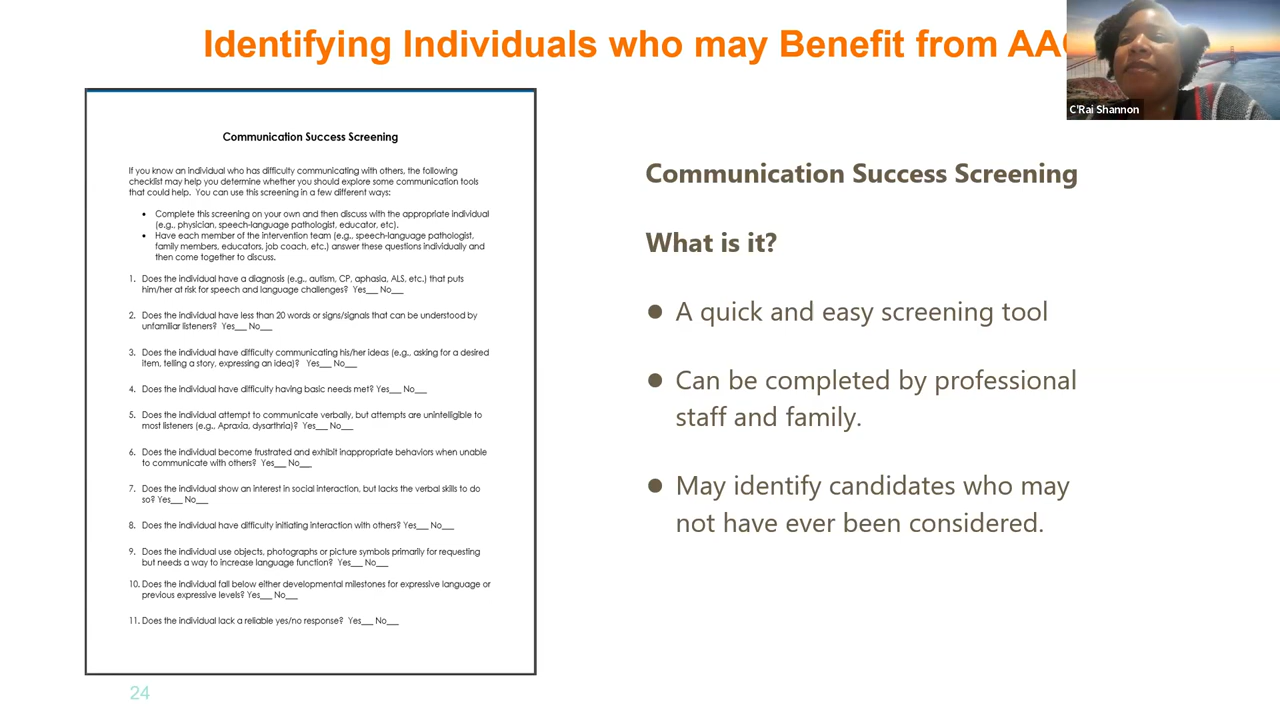 Identifying Individuals who may Benefit from AAC
C'Rai Shannon
Communication Success Screening
If you know an individual who has difficulty communicating with others, the following
checklist may help you determine whether you should explore some communication tools
that could help. You can use this screening in a few different ways:
• Complete this screening on your own and then discuss with the appropriate individual
(e.g., physician, speech-language pathologist, educator, etc).
• Have each member of the intervention team (e.g., speech-language pathologist,
family members, educators, job coach, etc.) answer these questions individually and
then come together to discuss.
1. Does the individual have a diagnosis (e.g., autism, CP, aphasia, ALS, etc.) that puts
him/her at risk for speech and language challenges? Yes___ No___
2. Does the individual have less than 20 words or signs/signals that can be understood by
unfamiliar listeners? Yes___ No___
3. Does the individual have difficulty communicating his/her ideas (e.g., asking for a desired
item, telling a story, expressing an idea)? Yes___ No___
4. Does the individual have difficulty having basic needs met? Yes___ No___
5. Does the individual attempt to communicate verbally, but attempts are unintelligible to
most listeners (e.g., Apraxia, dysarthria)? Yes___ No___
6. Does the individual become frustrated and exhibit inappropriate behaviors when unable
to communicate with others? Yes___ No___
7. Does the individual show an interest in social interaction, but lacks the verbal skills to do
so? Yes___ No___
8. Does the individual have difficulty initiating interaction with others? Yes___ No___
9. Does the individual use objects, photographs or picture symbols primarily for requesting
but needs a way to increase language function? Yes___ No___
10. Does the individual fall below either developmental milestones for expressive language or
previous expressive levels? Yes___ No___
11. Does the individual lack a reliable yes/no response? Yes___ No___
Communication Success Screening
What is it?
● A quick and easy screening tool
● Can be completed by professional
staff and family.
● May identify candidates who may
not have ever been considered.
24